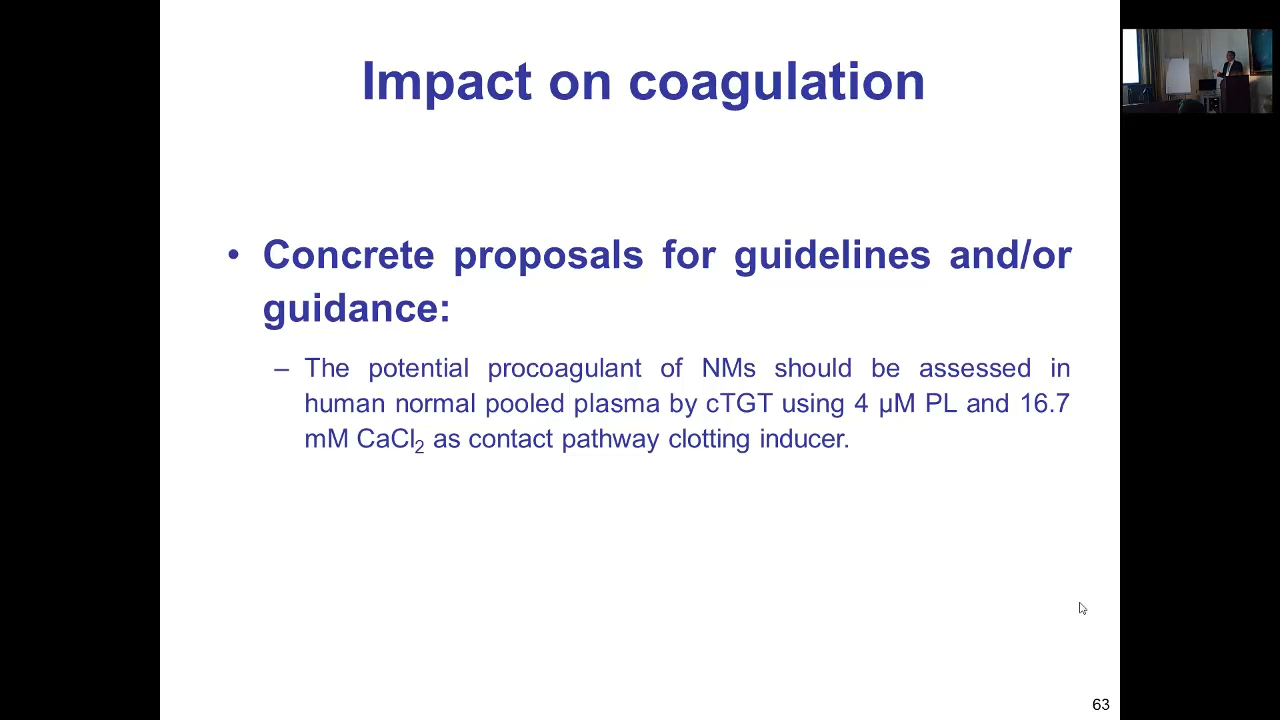 Impact on coagulation
• Concrete proposals for guidelines and/or
guidance:
– The potential procoagulant of NMs should be assessed in
human normal pooled plasma by cTGT using 4 µM PL and 16.7
mM CaCl₂ as contact pathway clotting inducer.
63